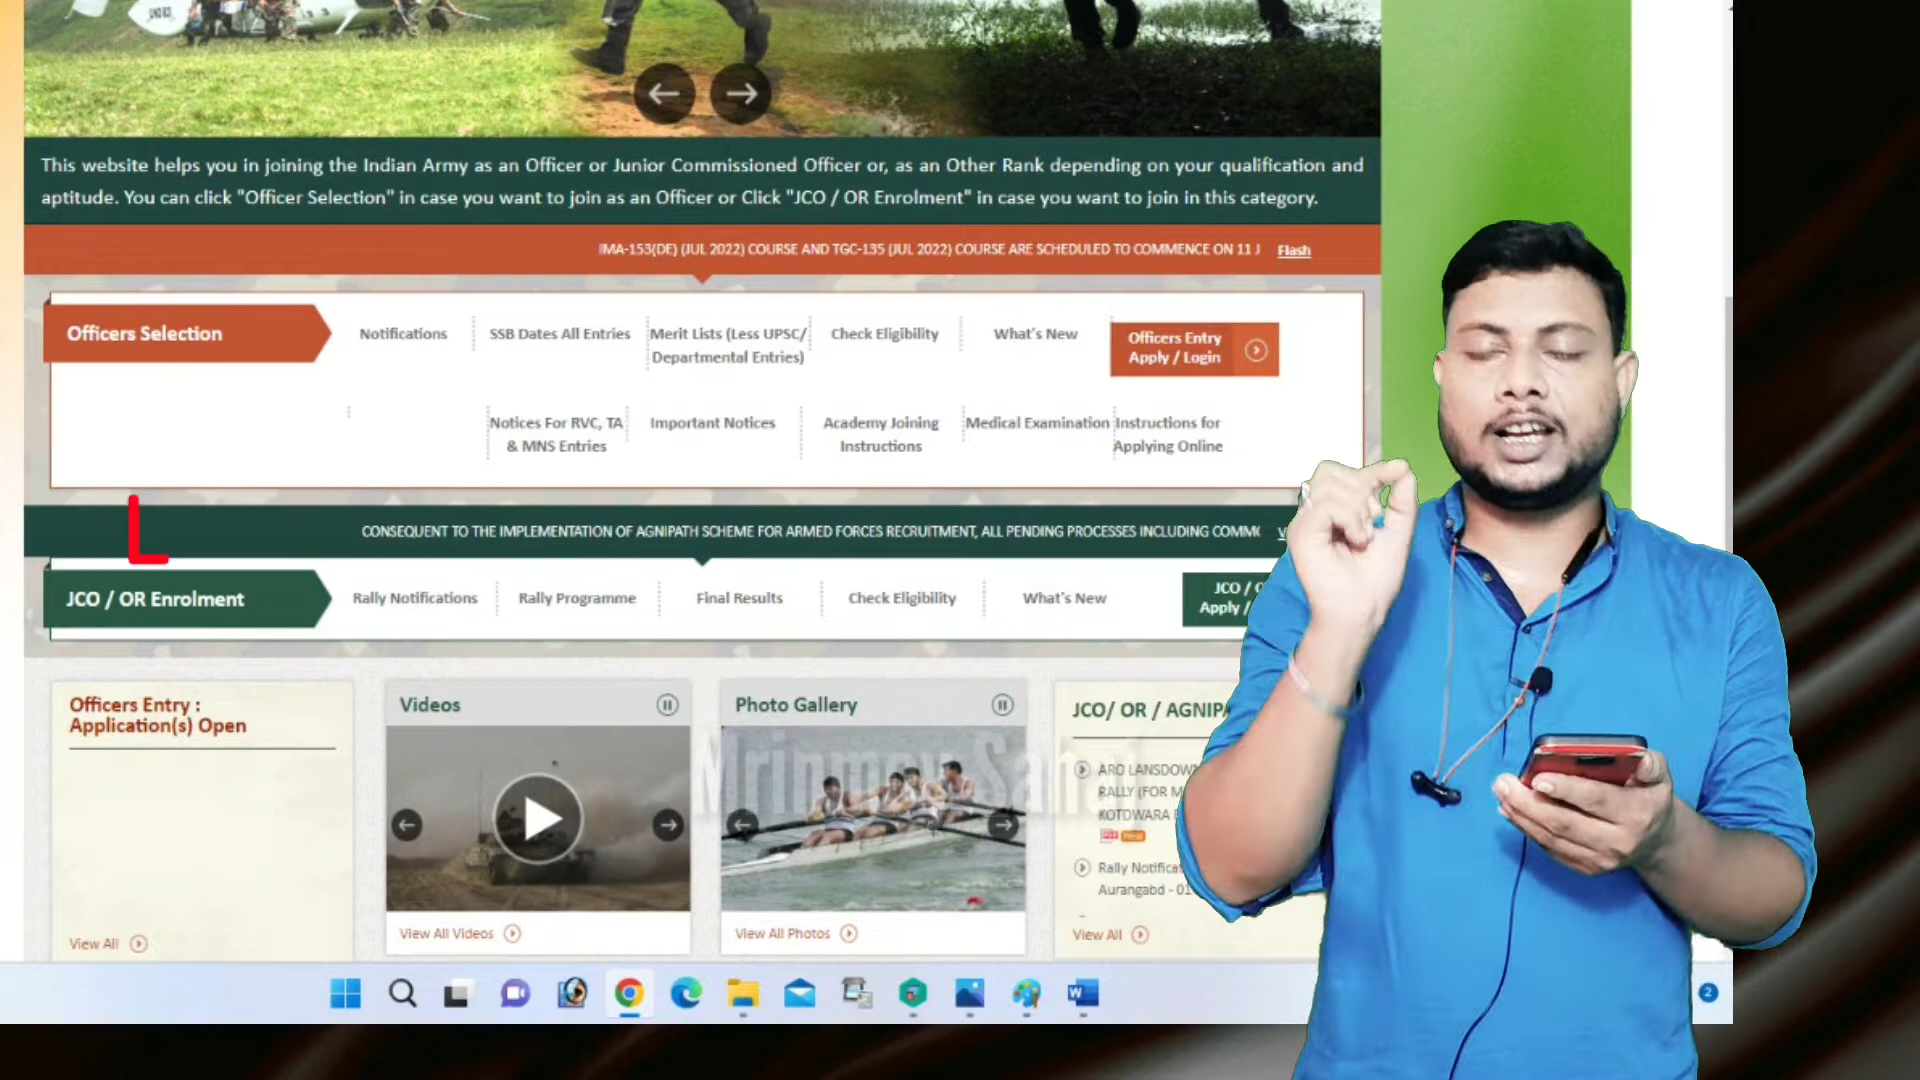 This website helps you in joining the Indian Army as an Officer or Junior Commissioned Officer or, as an Other Rank depending on your qualification and
aptitude. You can click "Officer Selection" in case you want to join as an Officer or Click "JCO / OR Enrolment" in case you want to join in this category.
IMA-153(DE) (JUL 2022) COURSE AND TGC-135 (JUL 2022) COURSE ARE SCHEDULED TO COMMENCE ON 11 J Flash
Officers Selection
Notifications
SSB Dates All Entries
Merit Lists (Less UPSC/
Departmental Entries)
Check Eligibility
What's New
Officers Entry
Apply / Login
Notices For RVC, TA
& MNS Entries
Important Notices
Academy Joining
Instructions
Medical Examination
Instructions for
Applying Online
CONSEQUENT TO THE IMPLEMENTATION OF AGNIPATH SCHEME FOR ARMED FORCES RECRUITMENT, ALL PENDING PROCESSES INCLUDING COMM
JCO / OR Enrolment
Rally Notifications
Rally Programme
Final Results
Check Eligibility
What's New
JCO / O
Apply /
Officers Entry :
Application(s) Open
View All
Videos
View All Videos
Photo Gallery
Mrinmoy Sahar
View All Photos
JCO/ OR / AGNIPA
ARO LANSDOWN
RALLY (FOR M
KOTDWARA
Rally Notificat
Aurangabd - 01
View All
2